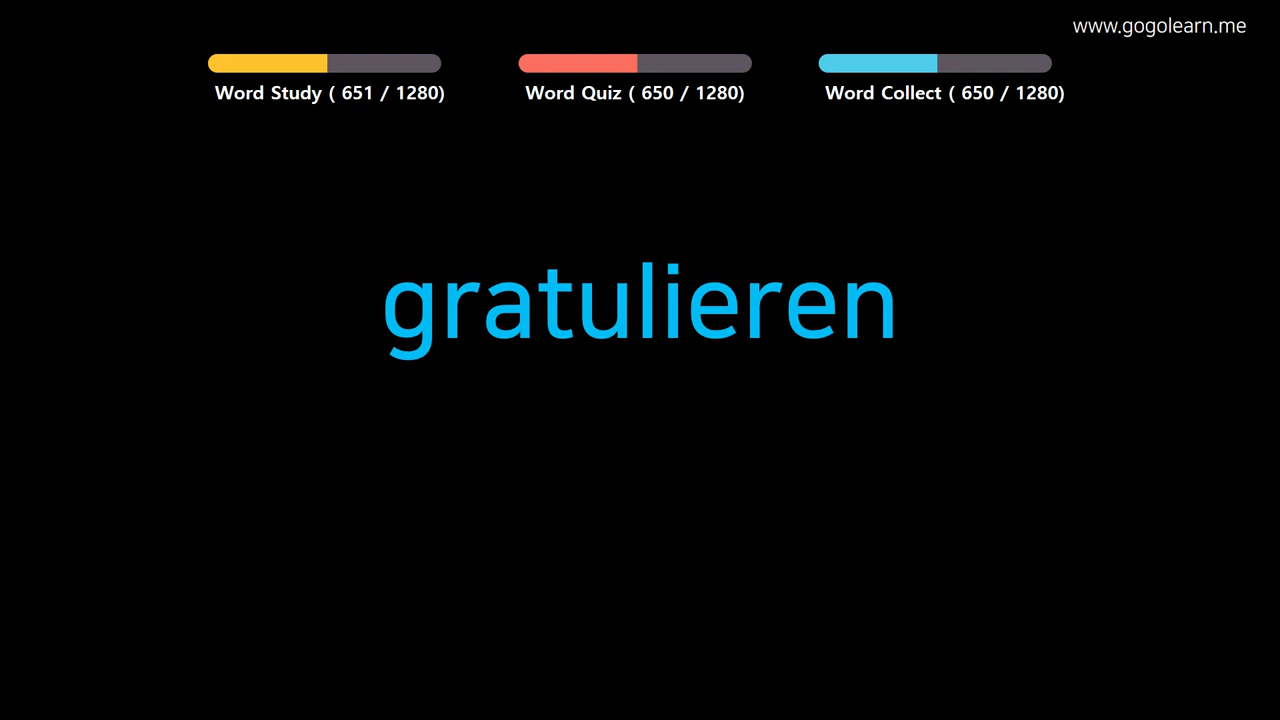 www.gogolearn.me
Word Study ( 651 / 1280)
Word Quiz ( 650 / 1280)
Word Collect ( 650 / 1280)
gratulieren